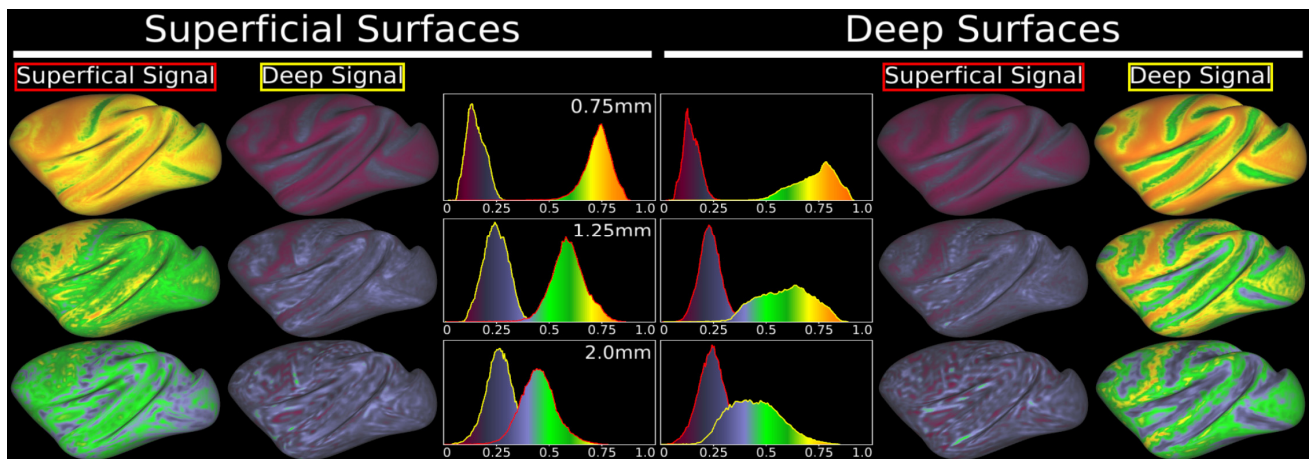 Superficial Surfaces Deep Surfaces
Superfical Signal Deep Signal Superfical Signal Deep Signal
0.75mm
0 0.25 0.5 0.75 1.0 0 0.25 0.5 0.75 1.0
1.25mm
0 0.25 0.5 0.75 1.0 0 0.25 0.5 0.75 1.0
2.0mm
0 0.25 0.5 0.75 1.0 0 0.25 0.5 0.75 1.0